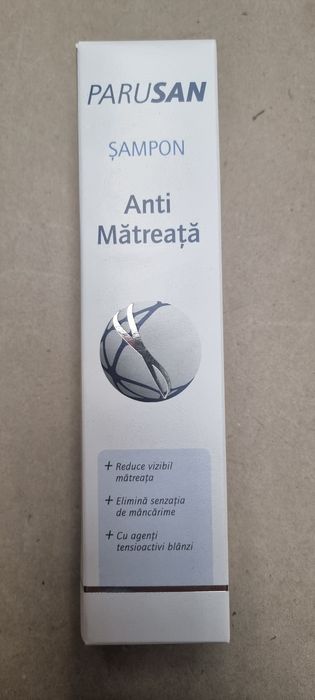 PARUSAN
ŞAMPON
Anti
Mătreaţă
+ Reduce vizibil
mătreaţa
+ Elimină senzaţia
de mâncărime
+ Cu agenţi
tensioactivi blânzi